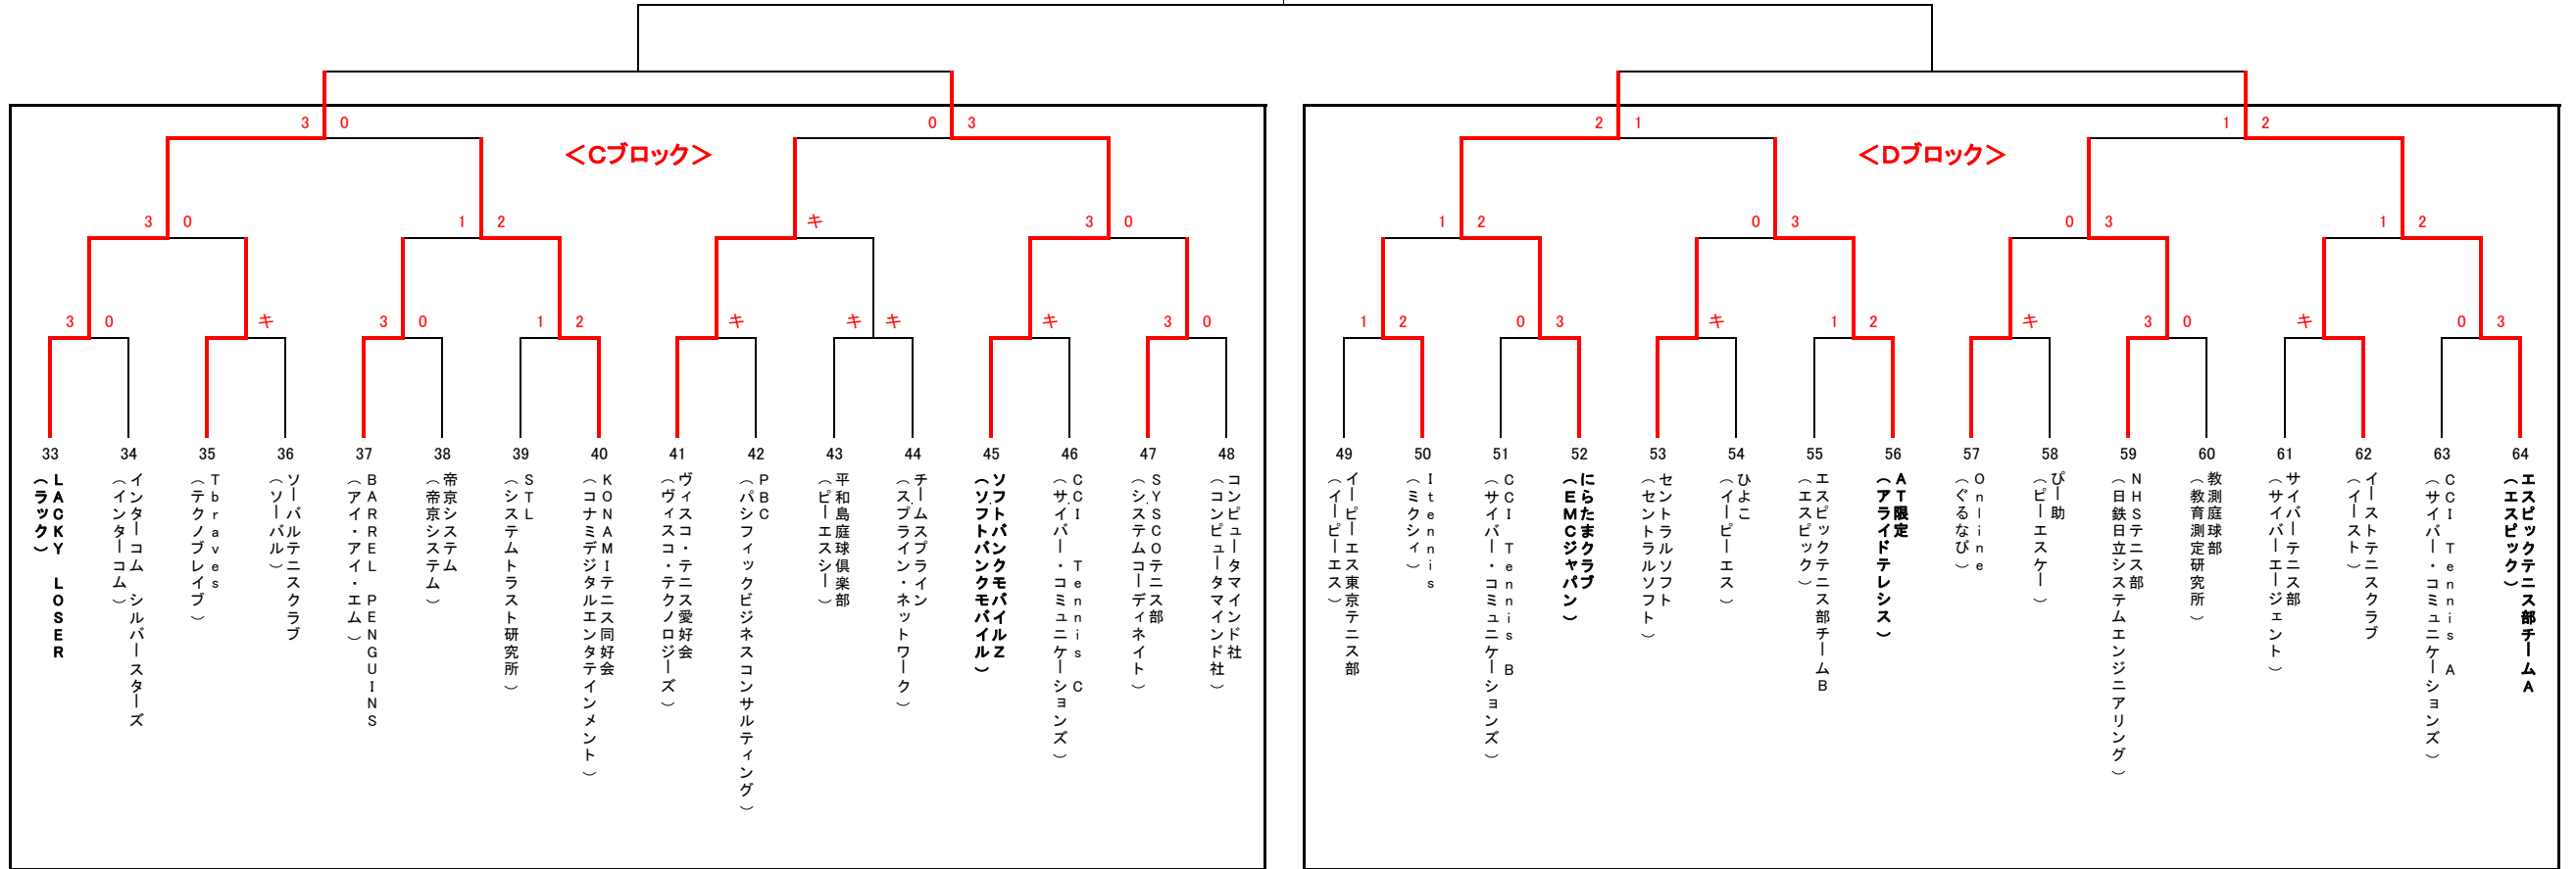 3 0
0 3
2 1
1 2
＜Cブロック＞
＜Dブロック＞
3 0
1 2
キ
3 0
1 2
0 3
0 3
1 2
3 0
キ
3 0
1 2
キ
キ キ
キ
3 0
1 2
0 3
キ
1 2
キ
3 0
キ
0 3
33
LACKY LOSER
（ラック）
34
インターコム シルバースターズ
（インターコム）
35
Tbraves
（テクノブレイブ）
36
ソーバルテニスクラブ
（ソーバル）
37
BARREL PENGUINS
（アイ・アイ・エム）
38
帝京システム
（帝京システム）
39
STL
（システムトラスト研究所）
40
KONAMIテニス同好会
（コナミデジタルエンタテインメント）
41
ヴィスコ・テニス愛好会
（ヴィスコ・テクノロジーズ）
42
PBC
（パシフィックビジネスコンサルティング）
43
平和島庭球倶楽部
（ピーエスシー）
44
チームスプライン
（スプライン・ネットワーク）
45
ソフトバンクモバイルZ
（ソフトバンクモバイル）
46
CCI Tennis C
（サイバー・コミュニケーションズ）
47
SYSCOテニス部
（システムコーディネイト）
48
コンピュータマインド社
（コンピュータマインド社）
49
イーピーエス東京テニス部
（イーピーエス）
50
Itennis
（ミクシィ）
51
CCI Tennis B
（サイバー・コミュニケーションズ）
52
にらたまクラブ
（EMCジャパン）
53
セントラルソフト
（セントラルソフト）
54
ひよこ
（イーピーエス）
55
エスピックテニス部チームB
（エスピック）
56
AT限定
（アライドテレシス）
57
Online
（ぐるなび）
58
ぴー助
（ピーエスケー）
59
NHSテニス部
（日鉄日立システムエンジニアリング）
60
教測庭球部
（教育測定研究所）
61
サイバーテニス部
（サイバーエージェント）
62
イーストテニスクラブ
（イースト）
63
CCI Tennis A
（サイバー・コミュニケーションズ）
64
エスピックテニス部チームA
（エスピック）